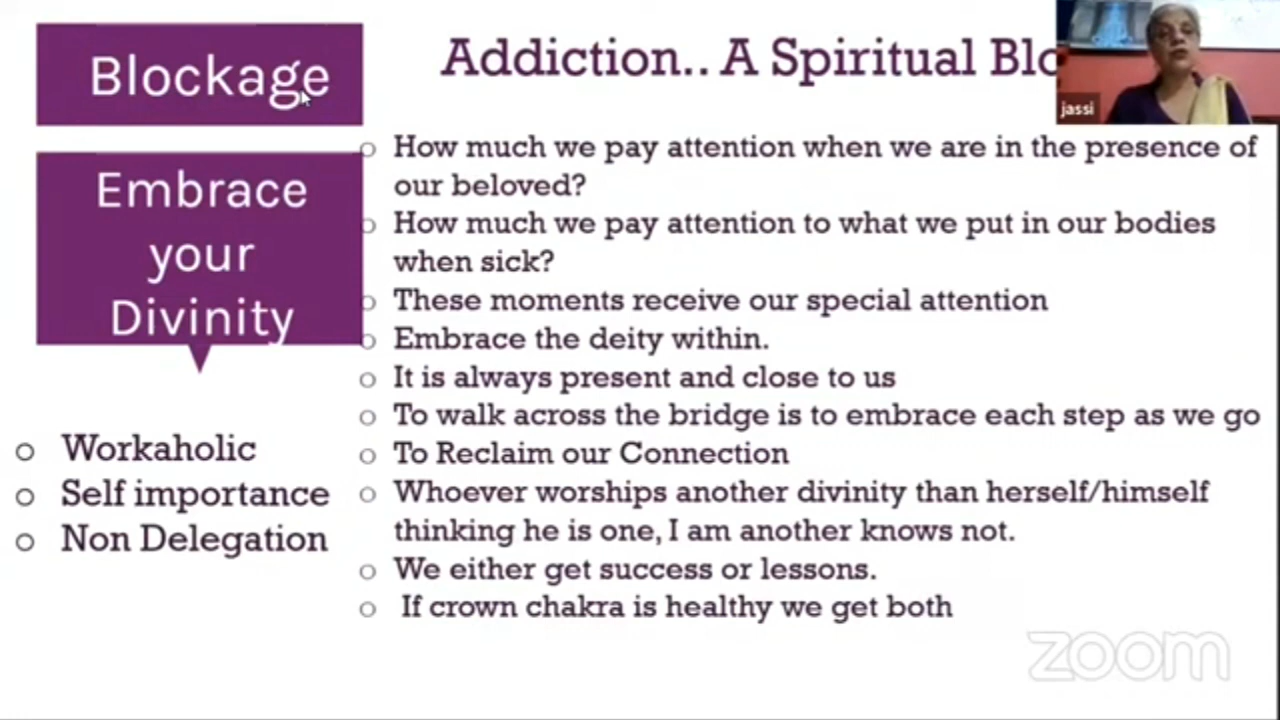 Blockage
Embrace
your
Divinity
o Workaholic
o Self importance
o Non Delegation
Addiction.. A Spiritual Blo
o How much we pay attention when we are in the presence of
our beloved?
o How much we pay attention to what we put in our bodies
when sick?
o These moments receive our special attention
o Embrace the deity within.
o It is always present and close to us
o To walk across the bridge is to embrace each step as we go
o To Reclaim our Connection
o Whoever worships another divinity than herself/himself
thinking he is one, I am another knows not.
o We either get success or lessons.
o If crown chakra is healthy we get both
jassi
zoom